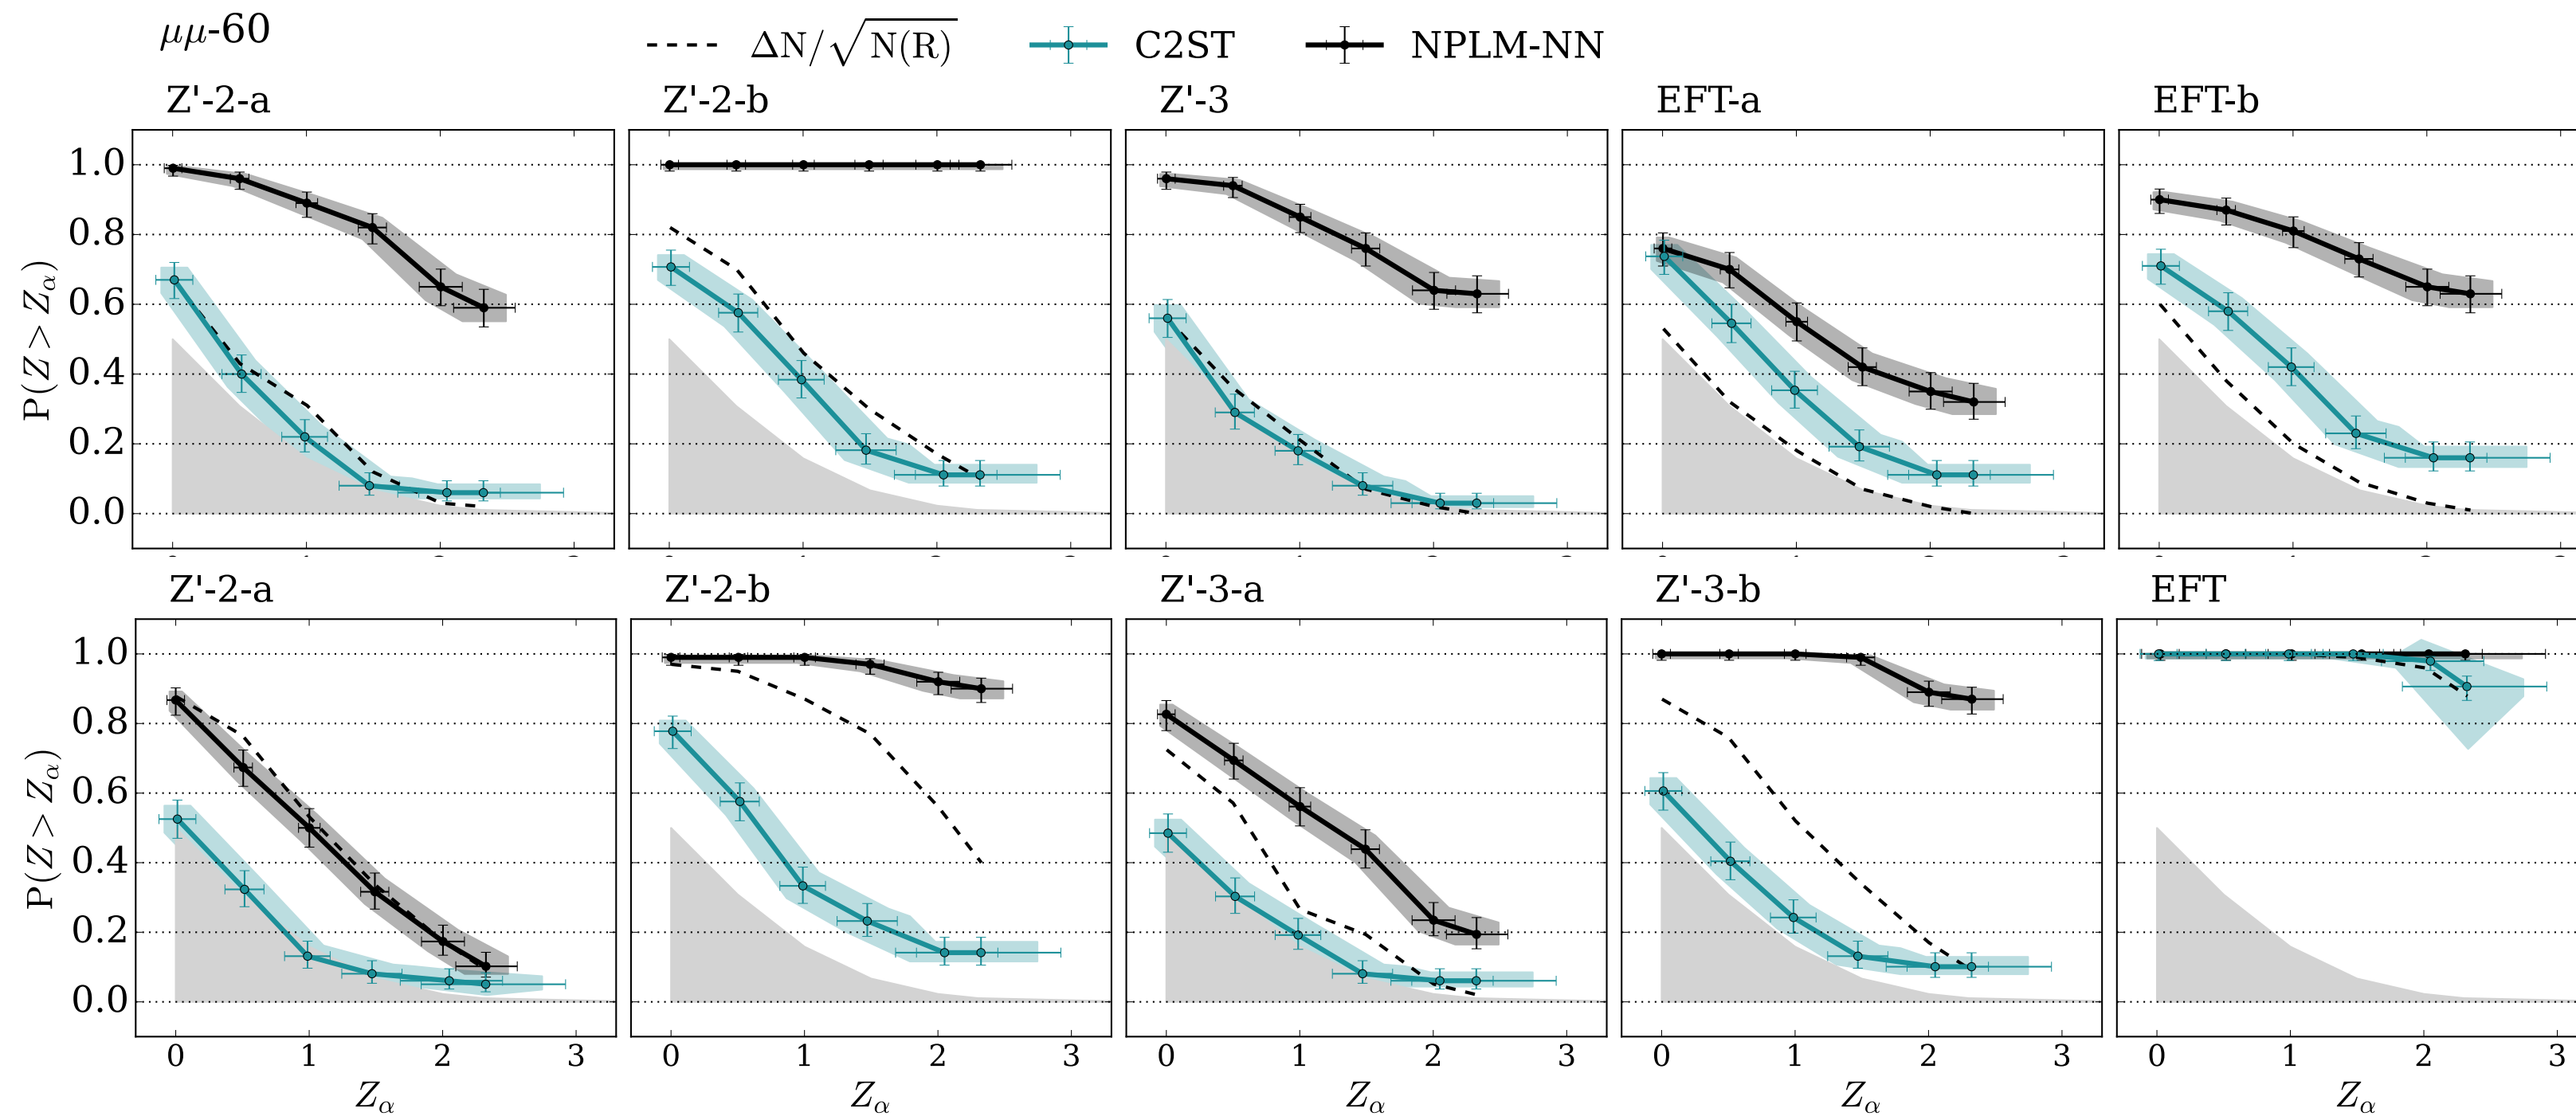 μμ-60
ΔN/√N(R) C2ST NPLM-NN
Z'-2-a Z'-2-b Z'-3 EFT-a EFT-b
1.0
0.8
0.6
0.4
0.2
0.0
P(Z > Zα)
Z'-2-a Z'-2-b Z'-3-a Z'-3-b EFT
1.0
0.8
0.6
0.4
0.2
0.0
P(Z > Zα)
0 1 2 3 0 1 2 3 0 1 2 3 0 1 2 3 0 1 2 3
Zα Zα Zα Zα Zα